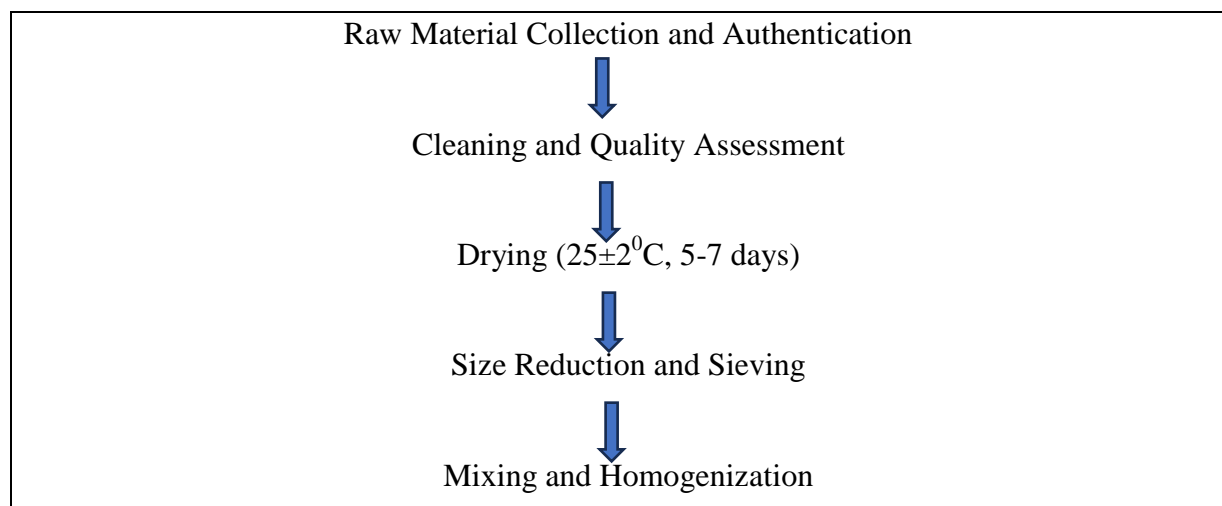 Raw Material Collection and Authentication
Cleaning and Quality Assessment
Drying (25±2⁰C, 5-7 days)
Size Reduction and Sieving
Mixing and Homogenization